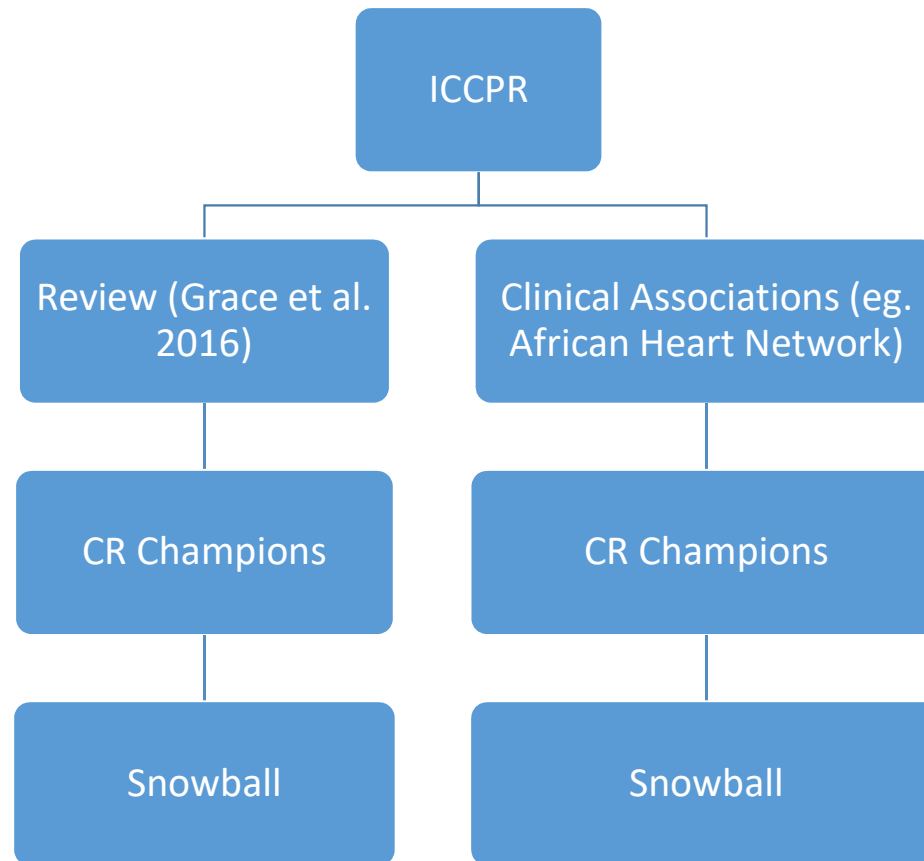 ICCPR
Review (Grace et al.
2016)
Clinical Associations (eg.
African Heart Network)
CR Champions
CR Champions
Snowball
Snowball